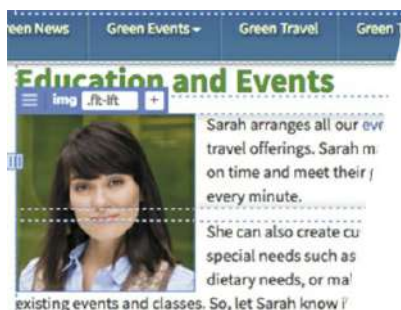 Green News Green Events Green Travel Green
Education and Events
img .flt-lft +
Sarah arranges all our
travel offerings. Sarah
on time and meet their
every minute.
She can also create
special needs such as
dietary needs, or
existing events and classes. So, let Sarah know